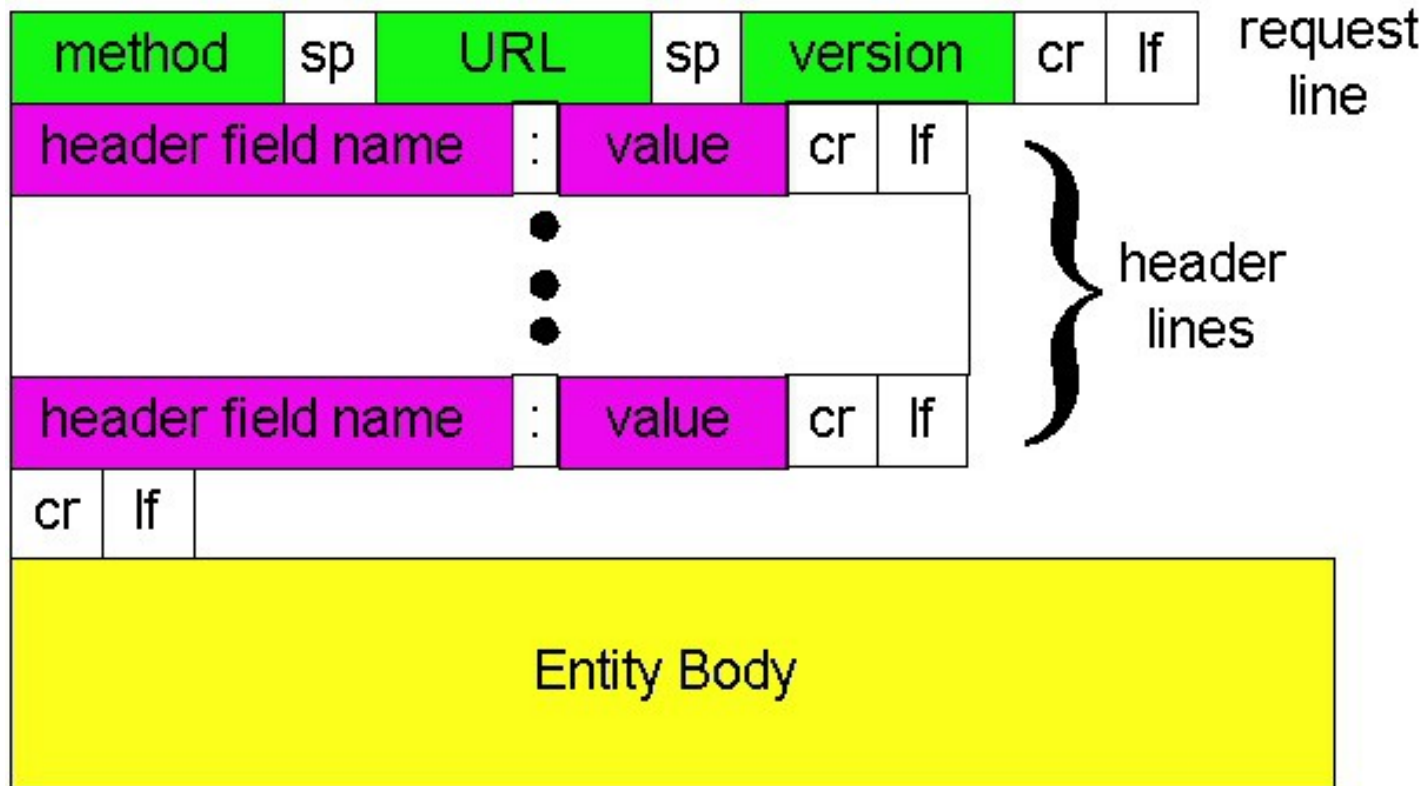 method sp URL sp version cr lf request line
header field name : value cr lf
header lines
header field name : value cr lf
cr lf
Entity Body